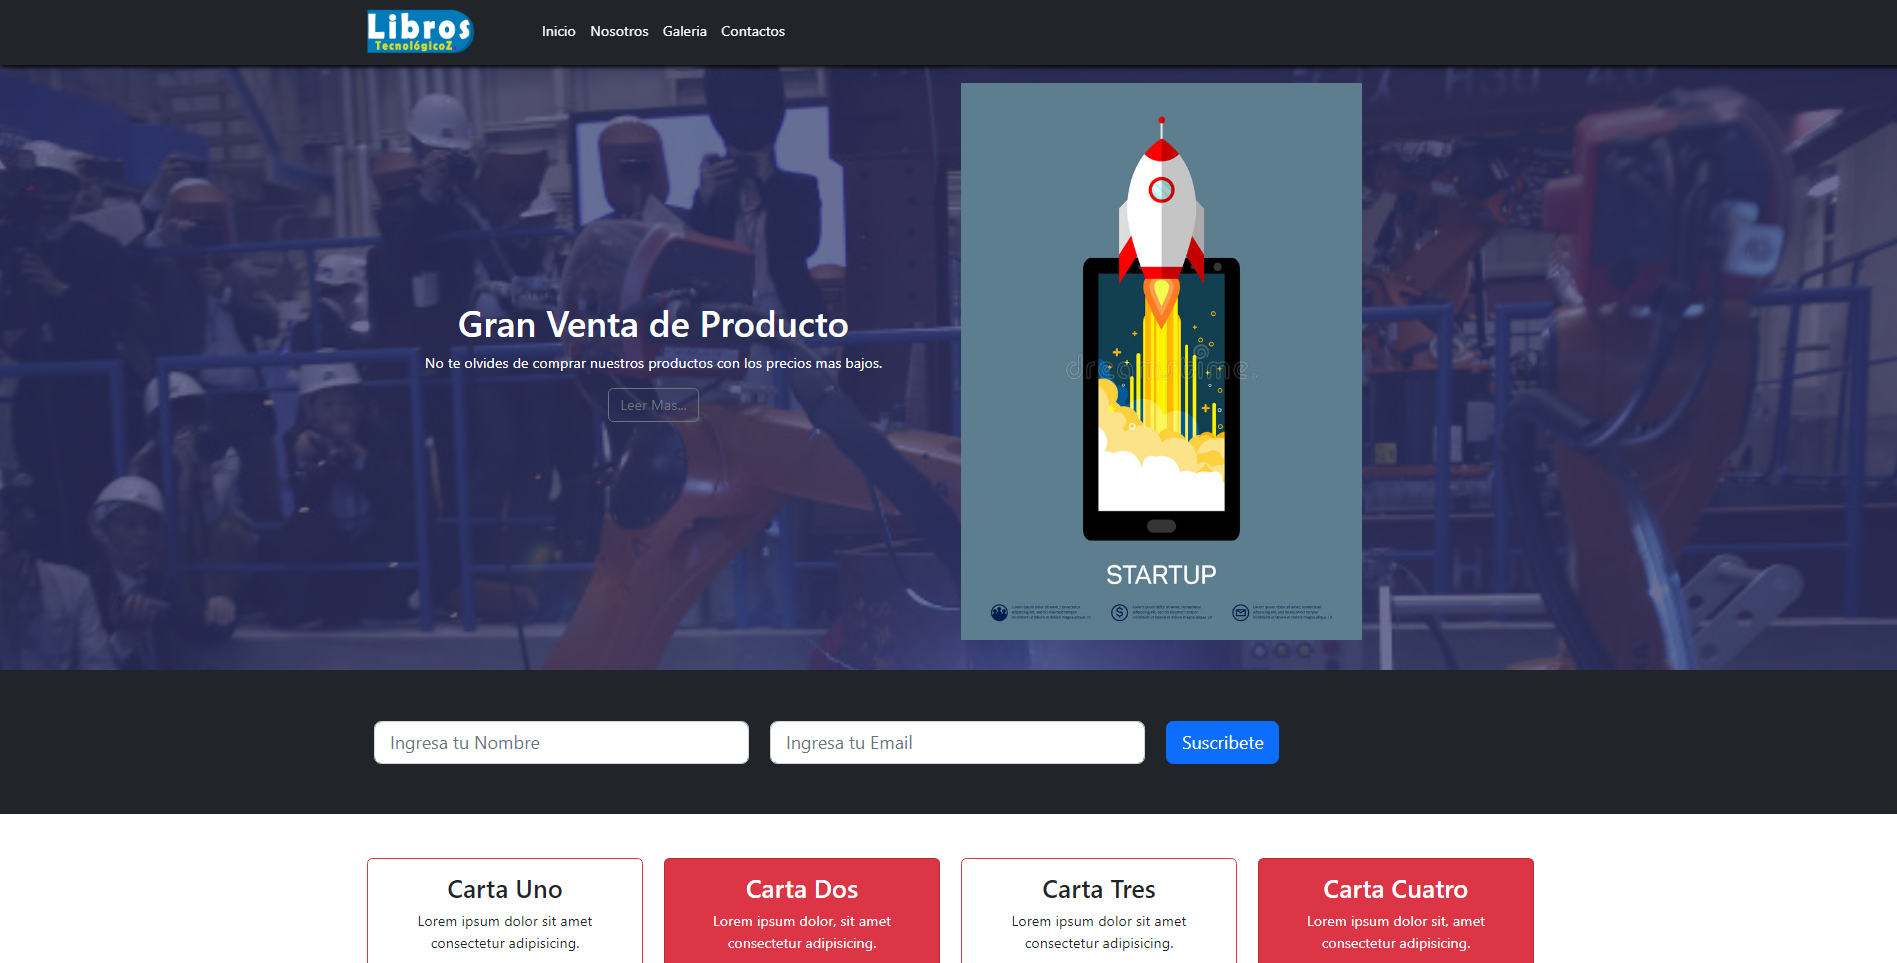 Libros
TecnológicoZ
Inicio Nosotros Galeria Contactos
Gran Venta de Producto
No te olvides de comprar nuestros productos con los precios mas bajos.
Leer Mas...
dreamstime
STARTUP
Ingresa tu Nombre
Ingresa tu Email
Suscribete
Carta Uno
Lorem ipsum dolor sit amet
consectetur adipisicing.
Carta Dos
Lorem ipsum dolor, sit amet
consectetur adipisicing.
Carta Tres
Lorem ipsum dolor sit amet
consectetur adipisicing.
Carta Cuatro
Lorem ipsum dolor sit, amet
consectetur adipisicing.